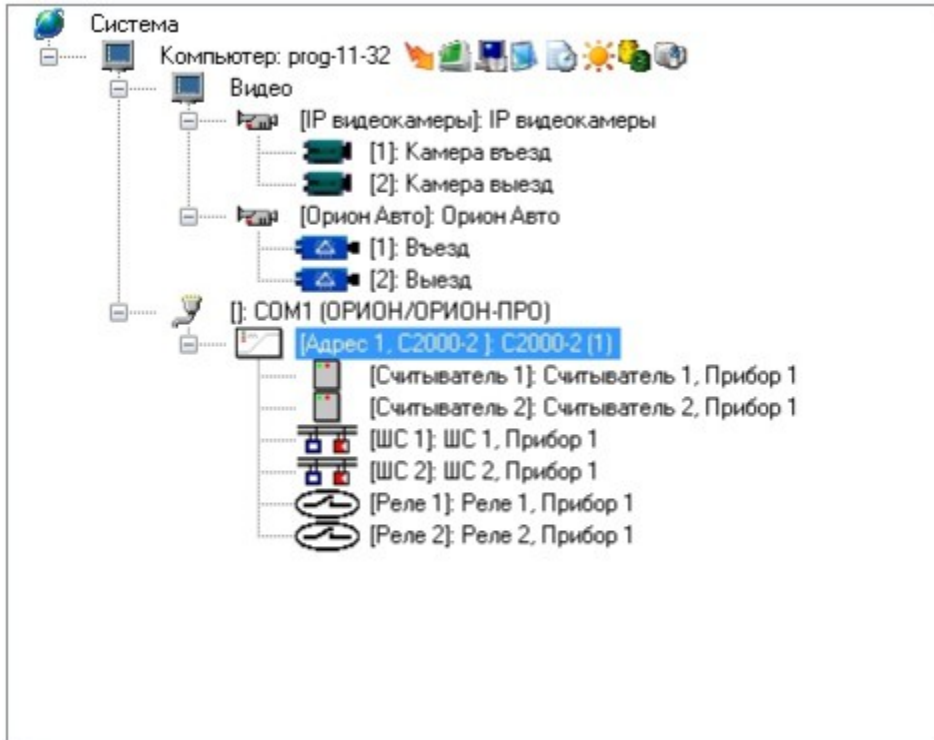 Система
Компьютер: prog-11-32
Видео
[IP видеокамеры]: IP видеокамеры
[1]: Камера въезд
[2]: Камера выезд
[Орион Авто]: Орион Авто
[1]: Въезд
[2]: Выезд
[]: COM1 (ОРИОН/ОРИОН-ПРО)
[Адрес 1, С2000-2 ]: С2000-2 (1)
[Считыватель 1]: Считыватель 1, Прибор 1
[Считыватель 2]: Считыватель 2, Прибор 1
[ШС 1]: ШС 1, Прибор 1
[ШС 2]: ШС 2, Прибор 1
[Реле 1]: Реле 1, Прибор 1
[Реле 2]: Реле 2, Прибор 1